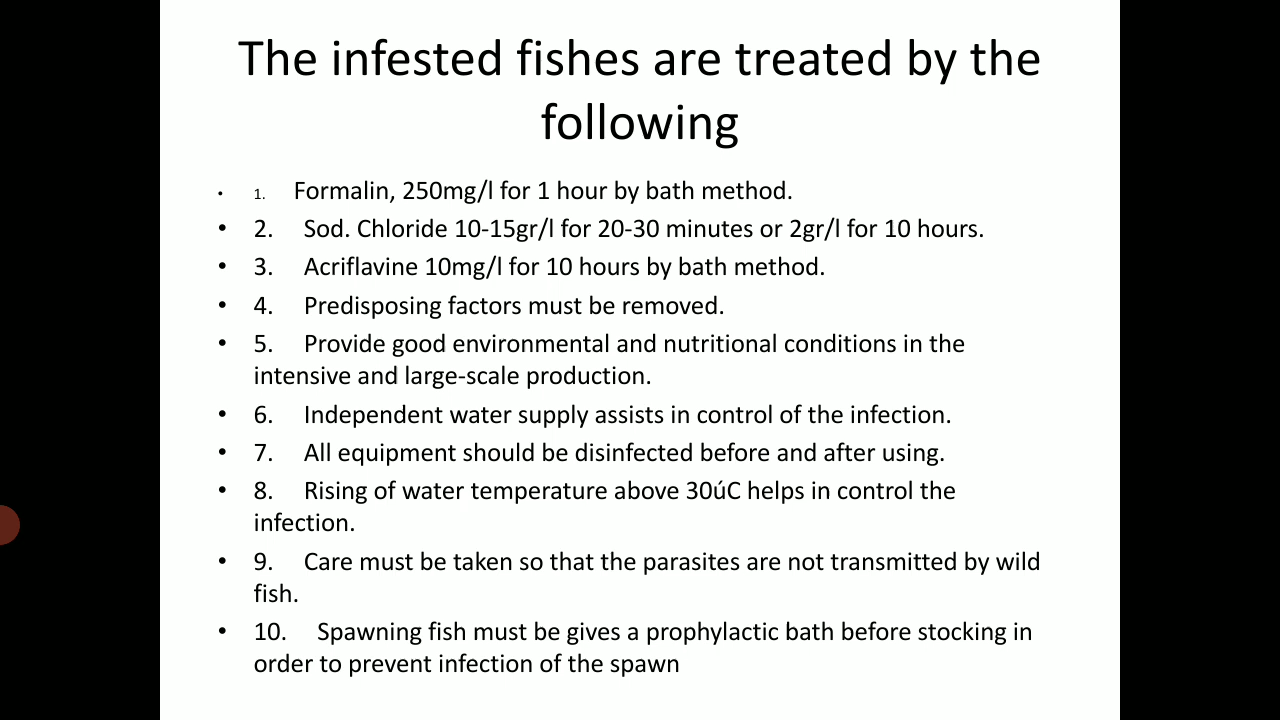 The infested fishes are treated by the
following
• 1. Formalin, 250mg/l for 1 hour by bath method.
• 2. Sod. Chloride 10-15gr/l for 20-30 minutes or 2gr/l for 10 hours.
• 3. Acriflavine 10mg/l for 10 hours by bath method.
• 4. Predisposing factors must be removed.
• 5. Provide good environmental and nutritional conditions in the
intensive and large-scale production.
• 6. Independent water supply assists in control of the infection.
• 7. All equipment should be disinfected before and after using.
• 8. Rising of water temperature above 30úC helps in control the
infection.
• 9. Care must be taken so that the parasites are not transmitted by wild
fish.
• 10. Spawning fish must be gives a prophylactic bath before stocking in
order to prevent infection of the spawn